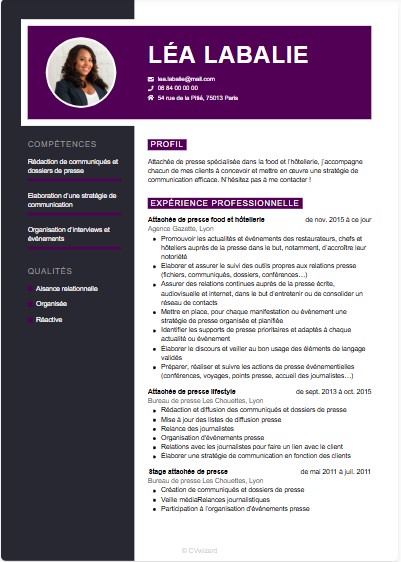 LÉA LABALIE
lea.labalie@mail.com
06 84 00 00 00
54 rue de la Pitié, 75013 Paris
COMPÉTENCES
Rédaction de communiqués et
dossiers de presse
Elaboration d'une stratégie de
communication
Organisation d'interviews et
évènements
QUALITÉS
Aisance relationnelle
Organisée
Réactive
PROFIL
Attachée de presse spécialisée dans la food et l'hôtellerie, j'accompagne
chacun de mes clients à concevoir et mettre en œuvre une stratégie de
communication efficace. N'hésitez pas à me contacter !
EXPÉRIENCE PROFESSIONNELLE
Attachée de presse food et hôtellerie de nov. 2015 à ce jour
Agence Gazette, Lyon
Promouvoir les actualités et événements des restaurateurs, chefs et
hôteliers auprès de la presse dans le but, notamment, d'accroître leur
notoriété
Elaborer et assurer le suivi des outils propres aux relations presse
(fichiers, communiqués, dossiers, conférences…)
Assurer des relations continues auprès de la presse écrite,
audiovisuelle et internet, dans le but d'entretenir ou de consolider un
réseau de contacts
Mettre en place, pour chaque manifestation ou évènement une
stratégie de presse organisée et planifiée
Identifier les supports de presse prioritaires et adaptés à chaque
actualité ou évènement
Élaborer le discours et veiller au bon usage des éléments de langage
validés
Préparer, réaliser et suivre les actions de presse évènementielles
(conférences, voyages, points presse, accueil des journalistes…)
Attachée de presse lifestyle de sept. 2013 à oct. 2015
Bureau de presse Les Chouettes, Lyon
Rédaction et diffusion des communiqués et dossiers de presse
Mise à jour des listes de diffusion presse
Relance des journalistes
Organisation d'évènements presse
Relations avec les journalistes pour faire un lien avec le client
Élaborer une stratégie de communication en fonction des clients
Stage attachée de presse de mai 2011 à juil. 2011
Bureau de presse Les Chouettes, Lyon
Création de communiqués et dossiers de presse
Veille médiaRelances journalistes
Participation à l'organisation d'évènements presse
© CVwizard